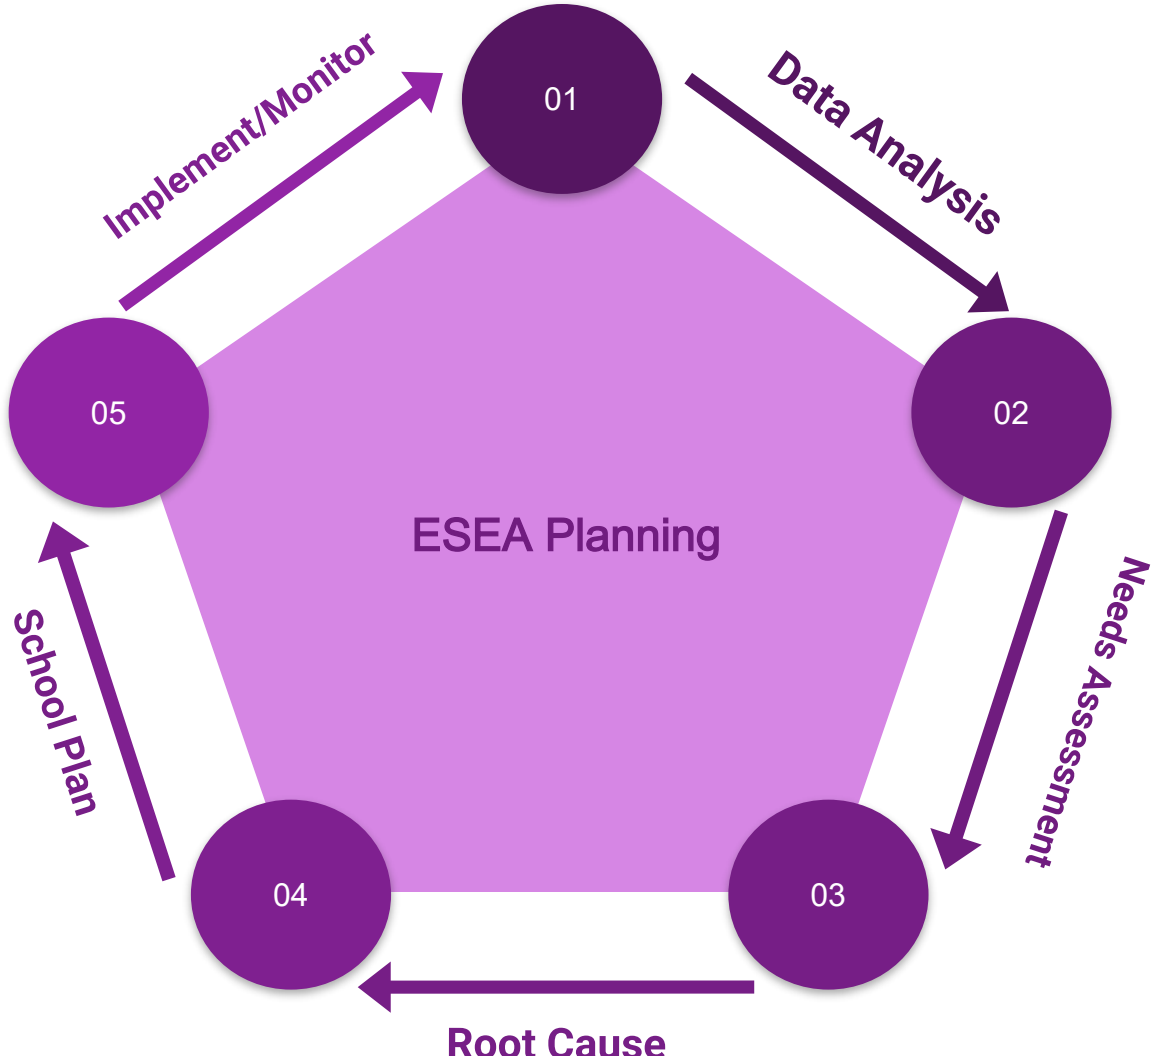 01
Data Analysis
02
Needs Assessment
03
Root Cause
04
School Plan
05
Implement/Monitor
ESEA Planning